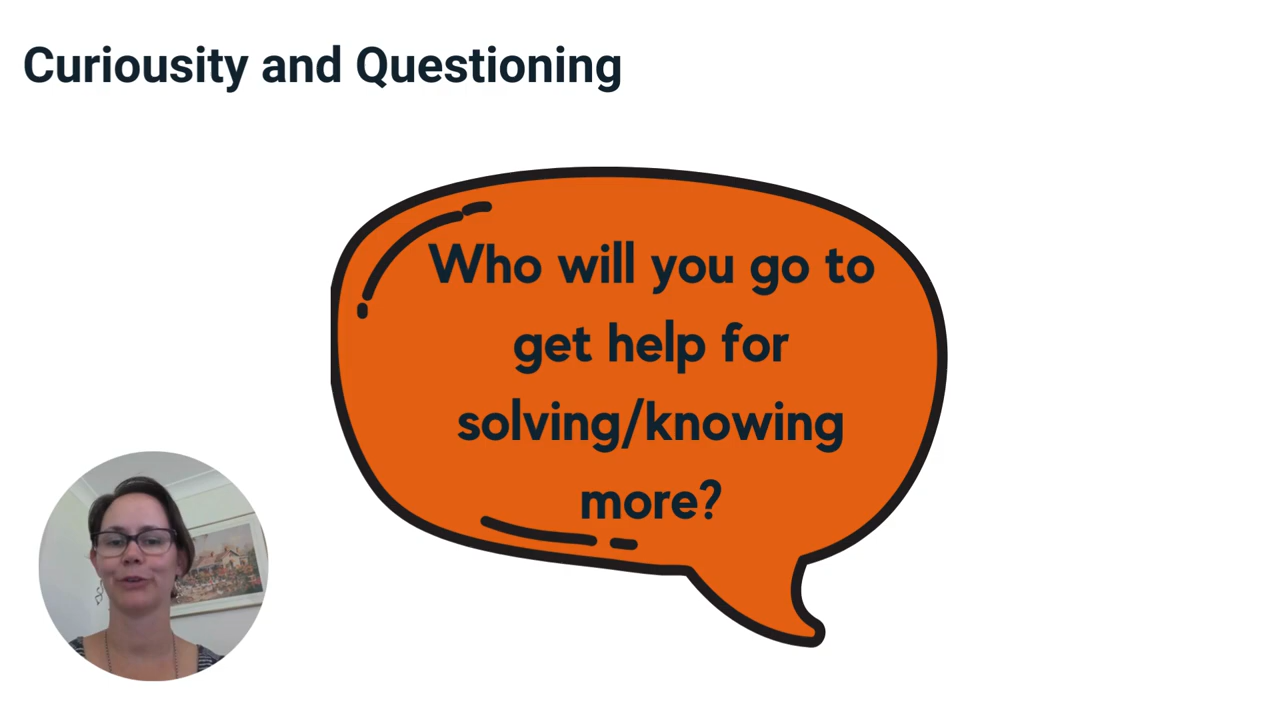 Curiousity and Questioning
Who will you go to
get help for
solving/knowing
more?